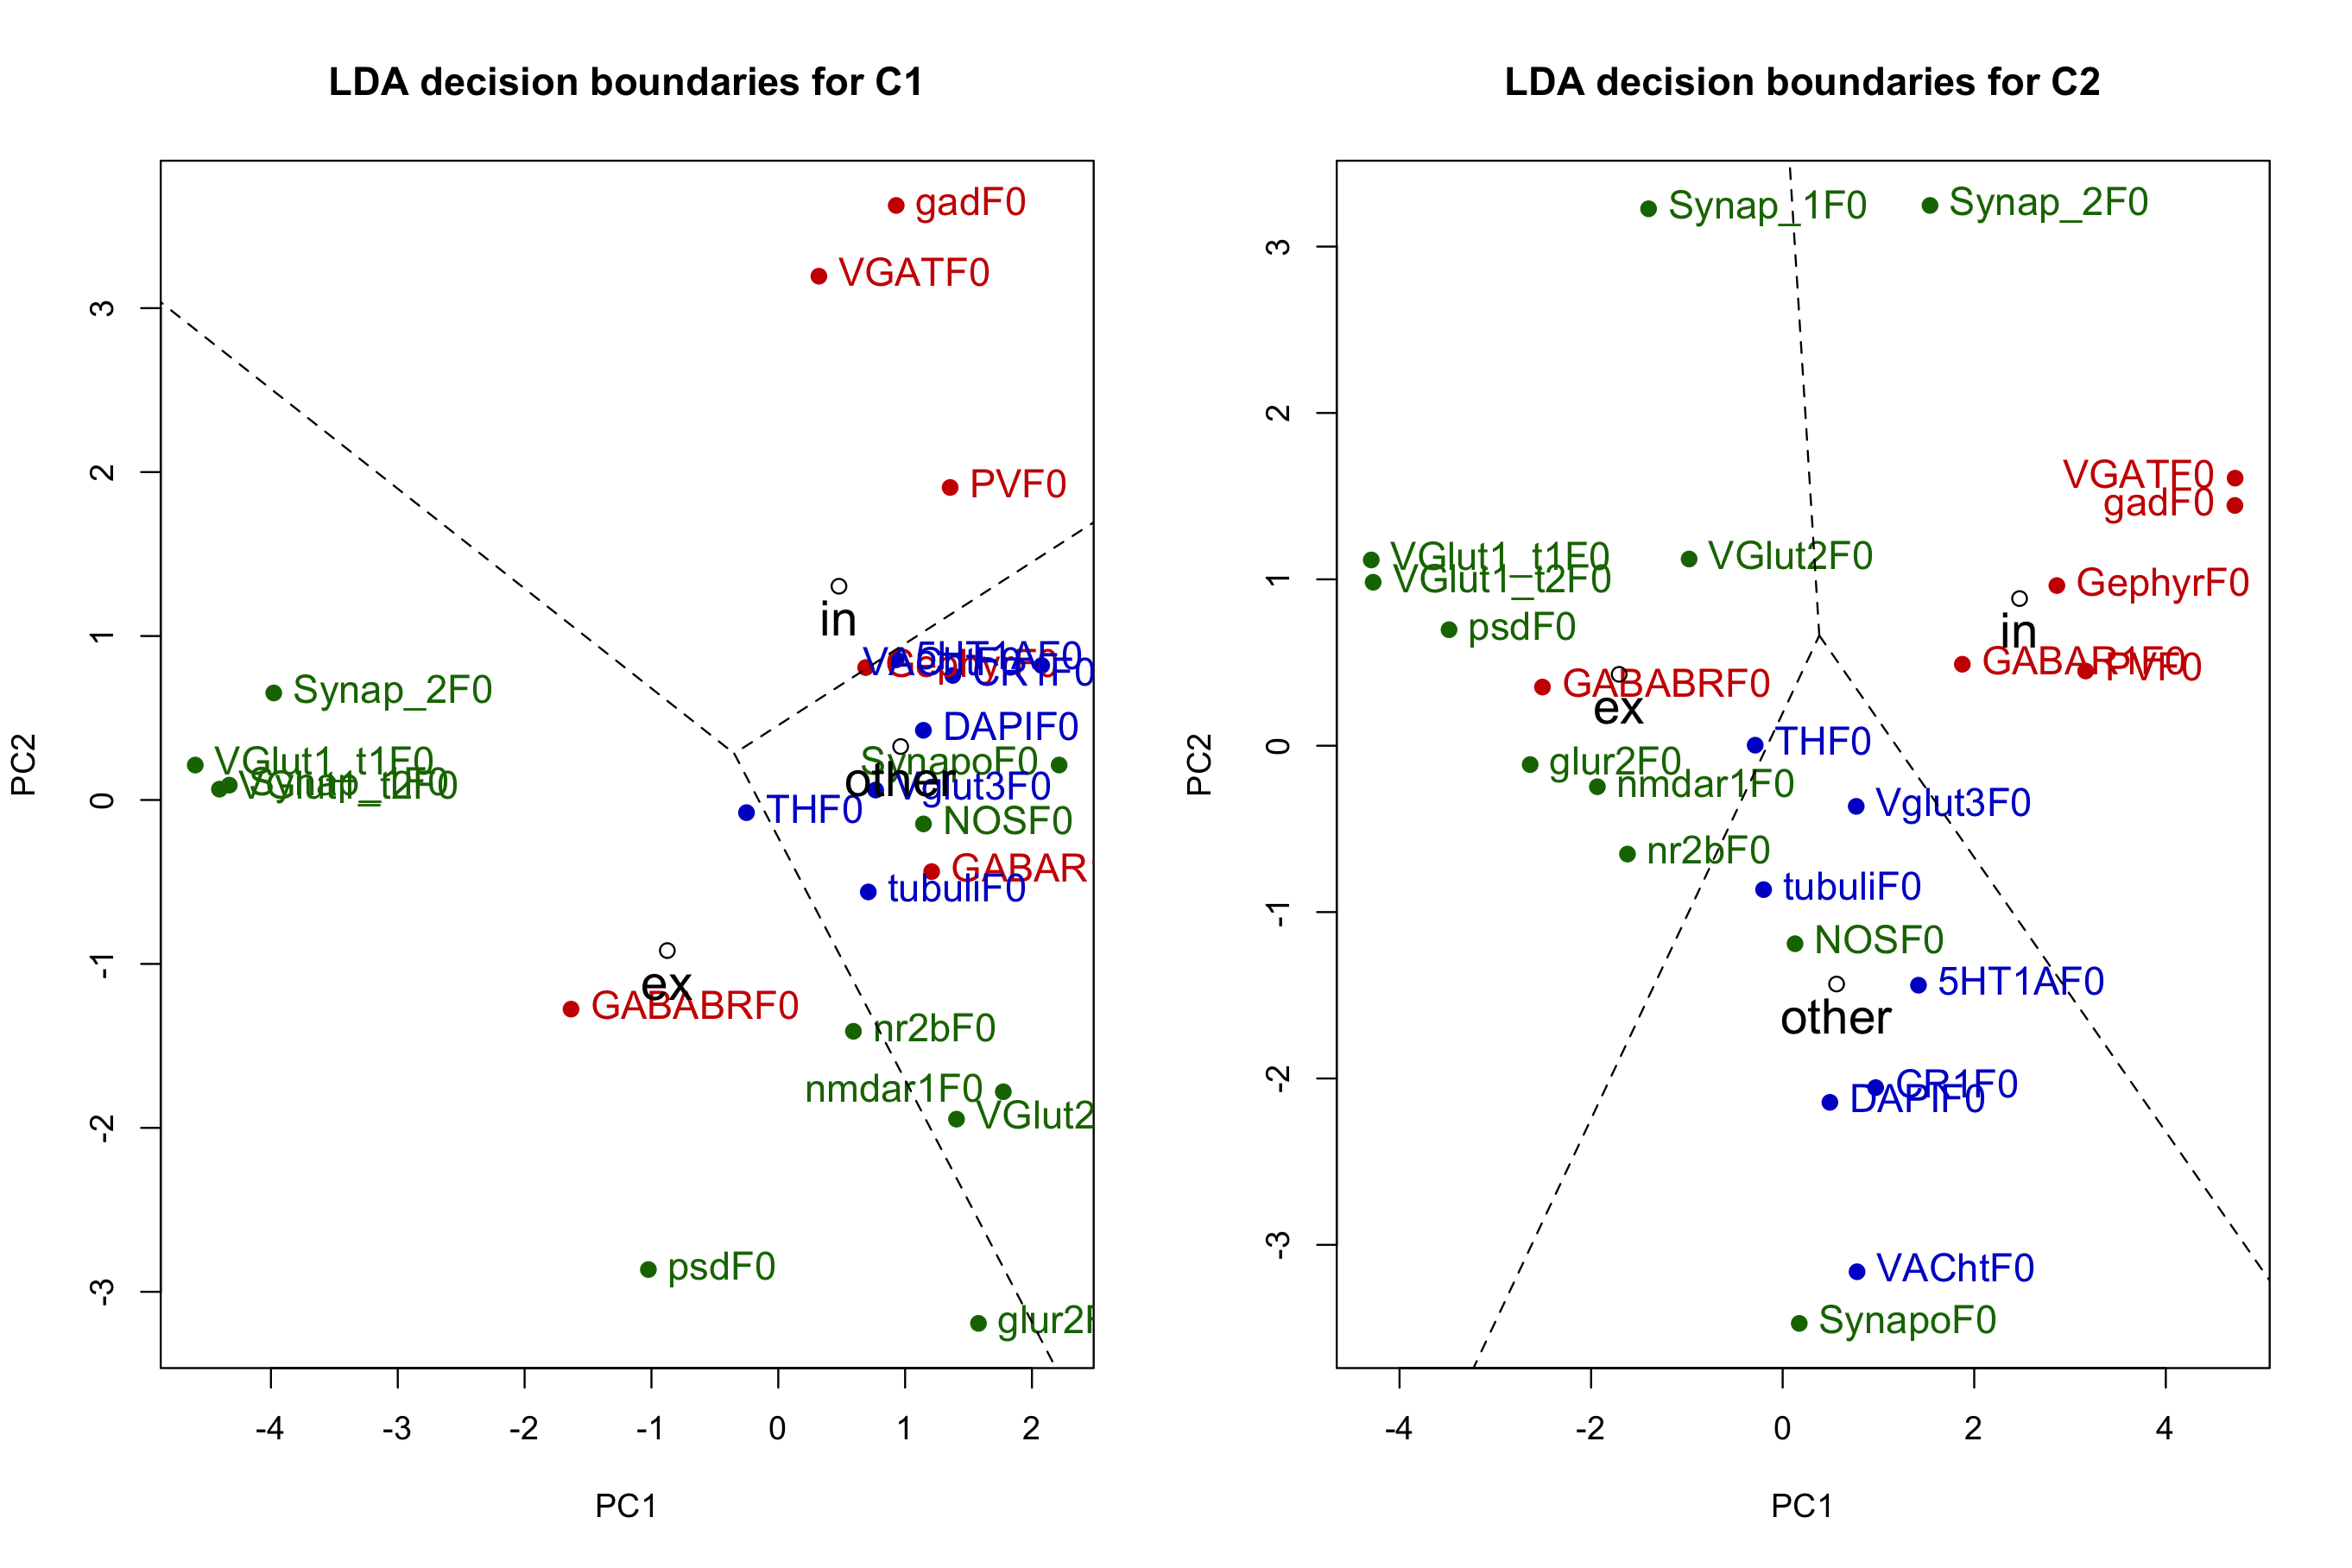 LDA decision boundaries for C1
gadF0
VGATF0
PVF0
in
5HT1AF0
VAChtF0
GephyrF0
CR1F0
DAPIF0
Synap_2F0
SynapoF0
other
VGlut1_t1F0
Synap_1F0
VGlut1_t2F0
Vglut3F0
THF0
NOSF0
GABAR
tubuliF0
ex
GABABRF0
nr2bF0
nmdar1F0
VGlut2
psdF0
glur2F
3
2
1
0
-1
-2
-3
PC2
-4 -3 -2 -1 0 1 2
PC1
LDA decision boundaries for C2
Synap_1F0
Synap_2F0
VGATF0
gadF0
VGlut1_t1F0
VGlut2F0
VGlut1_t2F0
GephyrF0
psdF0
in
GABABRF0
GABAR1F0
PVF0
ex
THF0
glur2F0
nmdar1F0
Vglut3F0
nr2bF0
tubuliF0
NOSF0
5HT1AF0
other
CR1F0
DAPIF0
VAChtF0
SynapoF0
3
2
1
0
-1
-2
-3
PC2
-4 -2 0 2 4
PC1